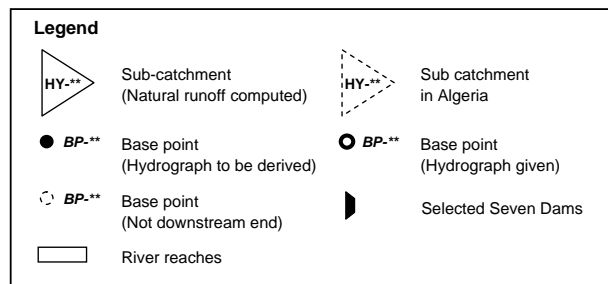 Legend
HY-**
Sub-catchment
(Natural runoff computed)
HY-**
Sub catchment
in Algeria
BP-** Base point
(Hydrograph to be derived)
BP-** Base point
(Hydrograph given)
BP-** Base point
(Not downstream end)
Selected Seven Dams
River reaches